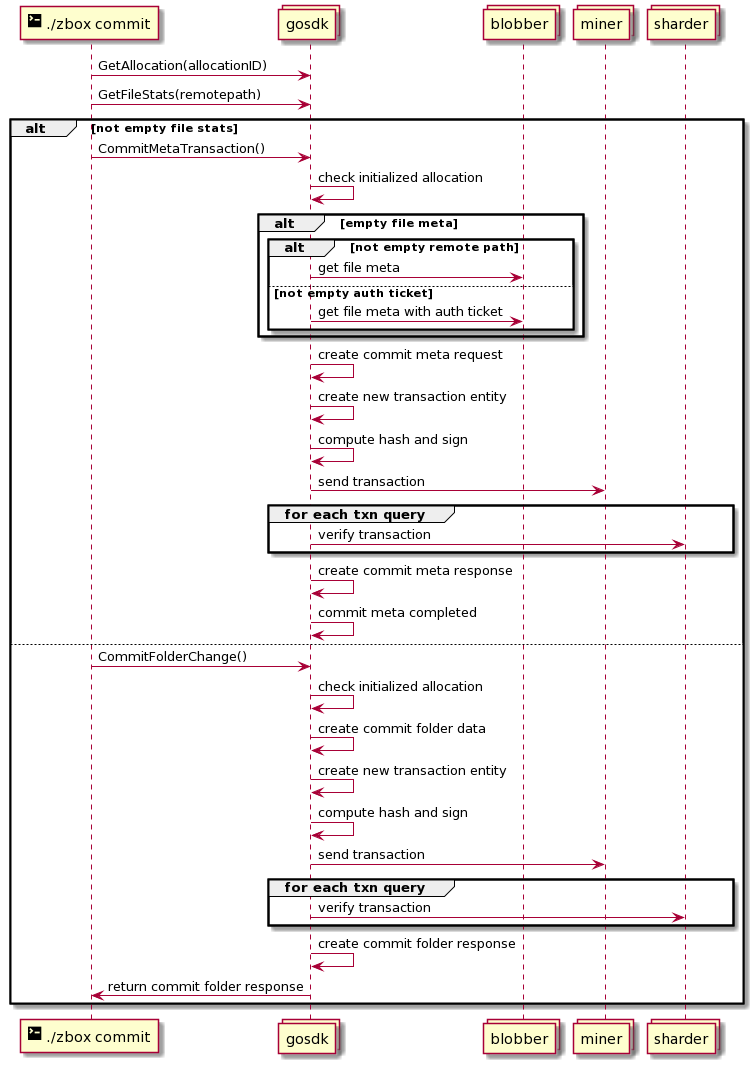 ./zbox commit gosdk blobber miner sharder
GetAllocation(allocationID)
GetFileStats(remotepath)
alt [not empty file stats]
CommitMetaTransaction()
check initialized allocation
alt [empty file meta]
alt [not empty remote path]
get file meta
[not empty auth ticket]
get file meta with auth ticket
create commit meta request
create new transaction entity
compute hash and sign
send transaction
for each txn query
verify transaction
create commit meta response
commit meta completed
CommitFolderChange()
check initialized allocation
create commit folder data
create new transaction entity
compute hash and sign
send transaction
for each txn query
verify transaction
create commit folder response
return commit folder response
./zbox commit gosdk blobber miner sharder